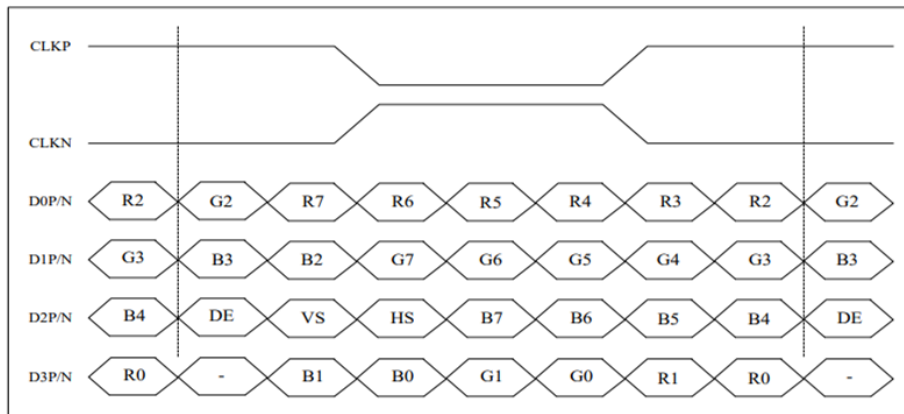 CLKP
CLKN
D0P/N R2 G2 R7 R6 R5 R4 R3 R2 G2
D1P/N G3 B3 B2 G7 G6 G5 G4 G3 B3
D2P/N B4 DE VS HS B7 B6 B5 B4 DE
D3P/N R0 - B1 B0 G1 G0 R1 R0 -